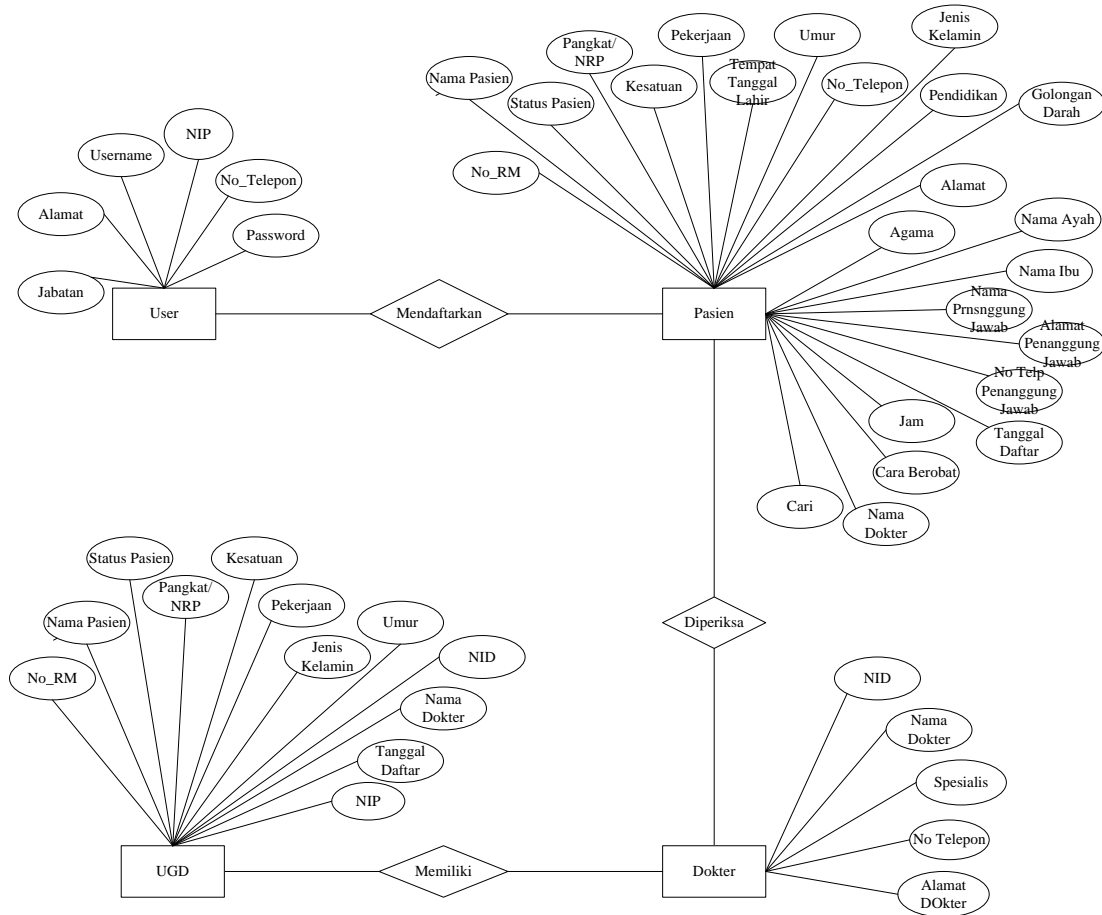 Jenis
Kelamin
Pekerjaan
Umur
Pangkat/
NRP
Nama Pasien
Kesatuan
Tempat
Tanggal
Lahir
No_Telepon
Pendidikan
Golongan
Darah
Status Pasien
NIP
Username
No_RM
No_Telepon
Alamat
Alamat
Nama Ayah
Password
Agama
Nama Ibu
Jabatan
User
Mendaftarkan
Pasien
Nama
Prnsnggung
Jawab
Alamat
Penanggung
Jawab
No Telp
Penanggung
Jawab
Jam
Tanggal
Daftar
Cara Berobat
Cari
Nama
Dokter
Status Pasien
Kesatuan
Pangkat/
NRP
Pekerjaan
Nama Pasien
Umur
Diperiksa
Jenis
Kelamin
NID
No_RM
NID
Nama
Dokter
Nama
Dokter
Tanggal
Daftar
Spesialis
NIP
No Telepon
UGD
Memiliki
Dokter
Alamat
DOkter